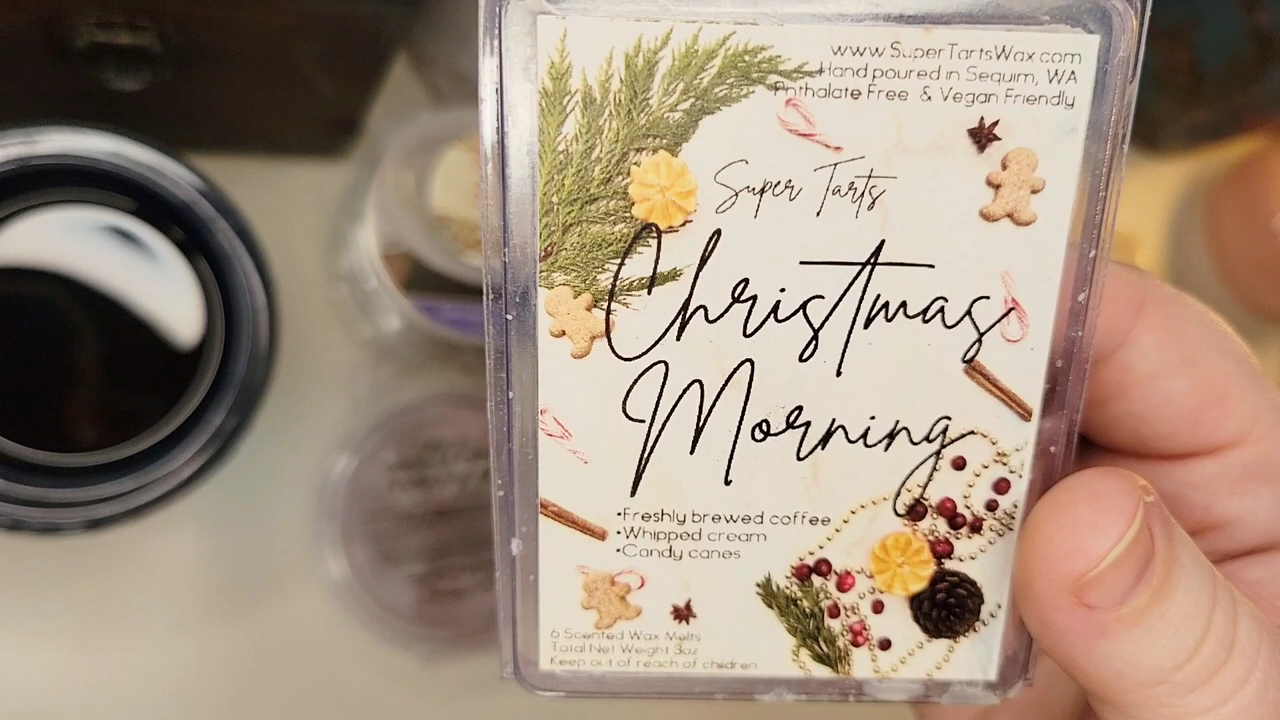 www.SuperTartsWax.com
Hand poured in Sequim, WA
Phthalate Free & Vegan Friendly
Super Tarts
Christmas
Morning
•Freshly brewed coffee
•Whipped cream
•Candy canes
6 Scented Wax Melts
Total Net Weight 3oz
Keep out of reach of children